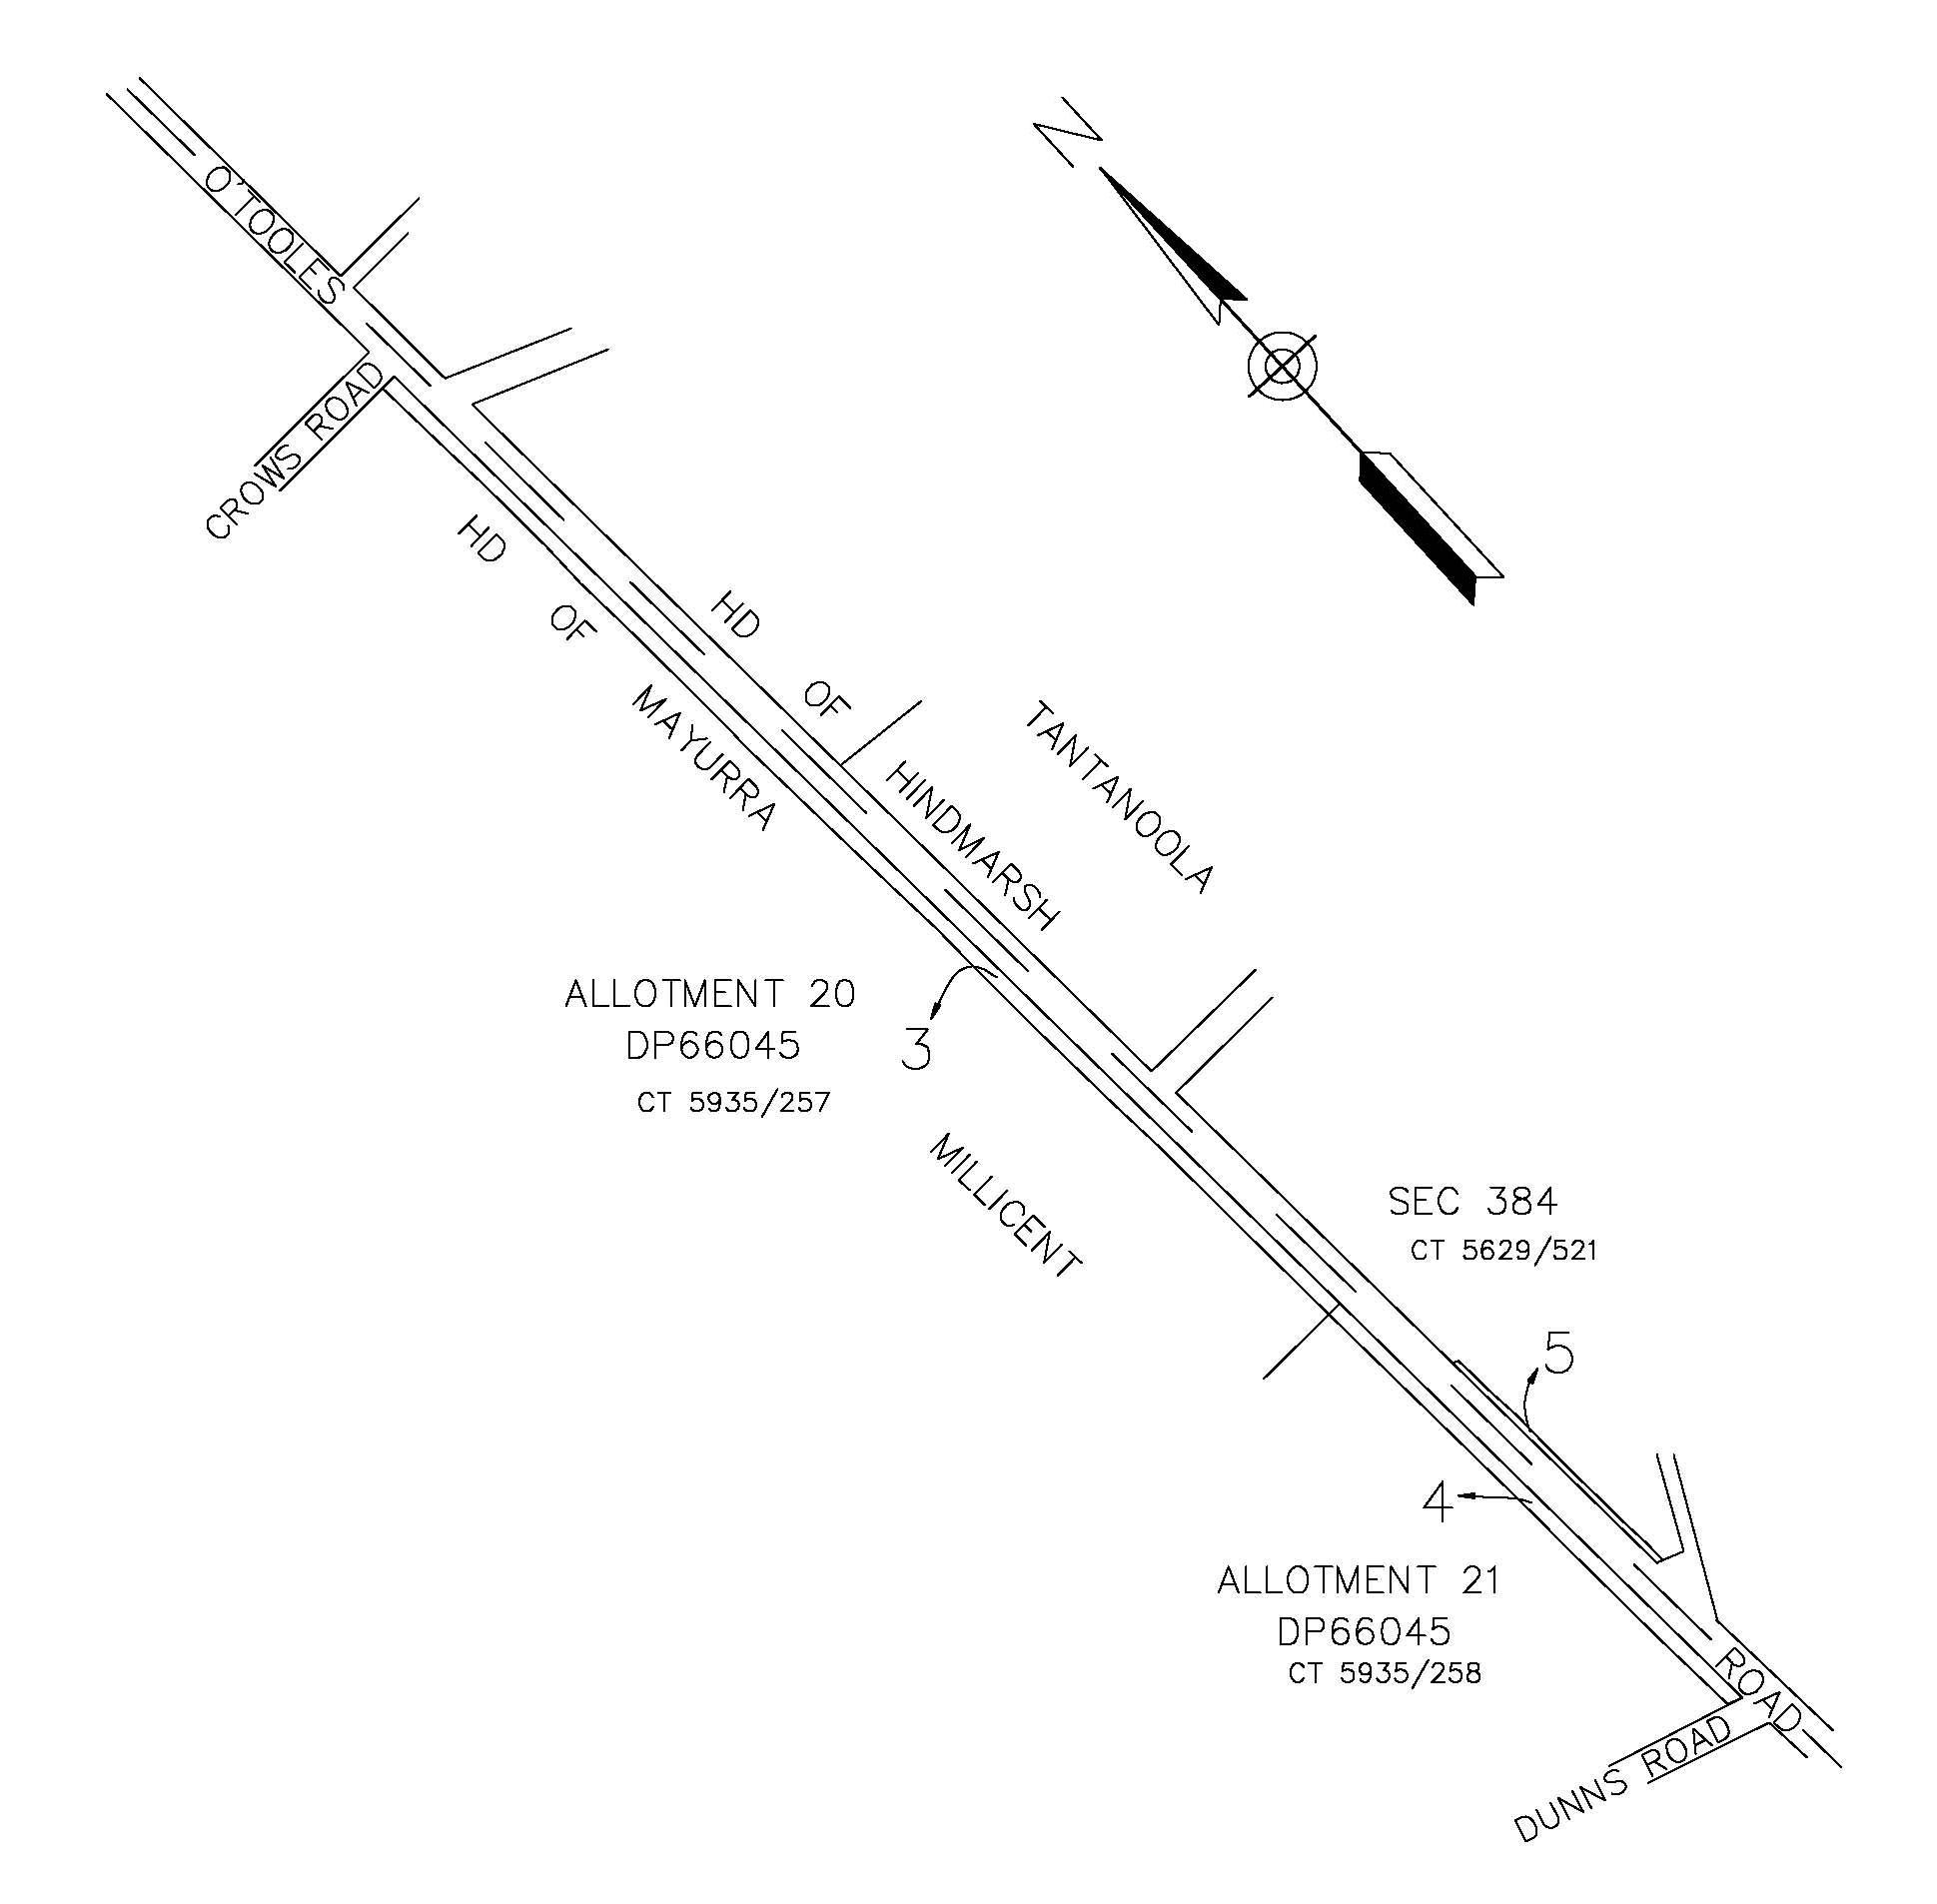 N
O'TOOLES
CROWS ROAD
HD OF MAYURRA
HD OF HINDMARSH
TANTANOOLA
ALLOTMENT 20
DP66045
CT 5935/257
3
MILLICENT
SEC 384
CT 5629/521
5
4
ALLOTMENT 21
DP66045
CT 5935/258
ROAD
DUNNS ROAD